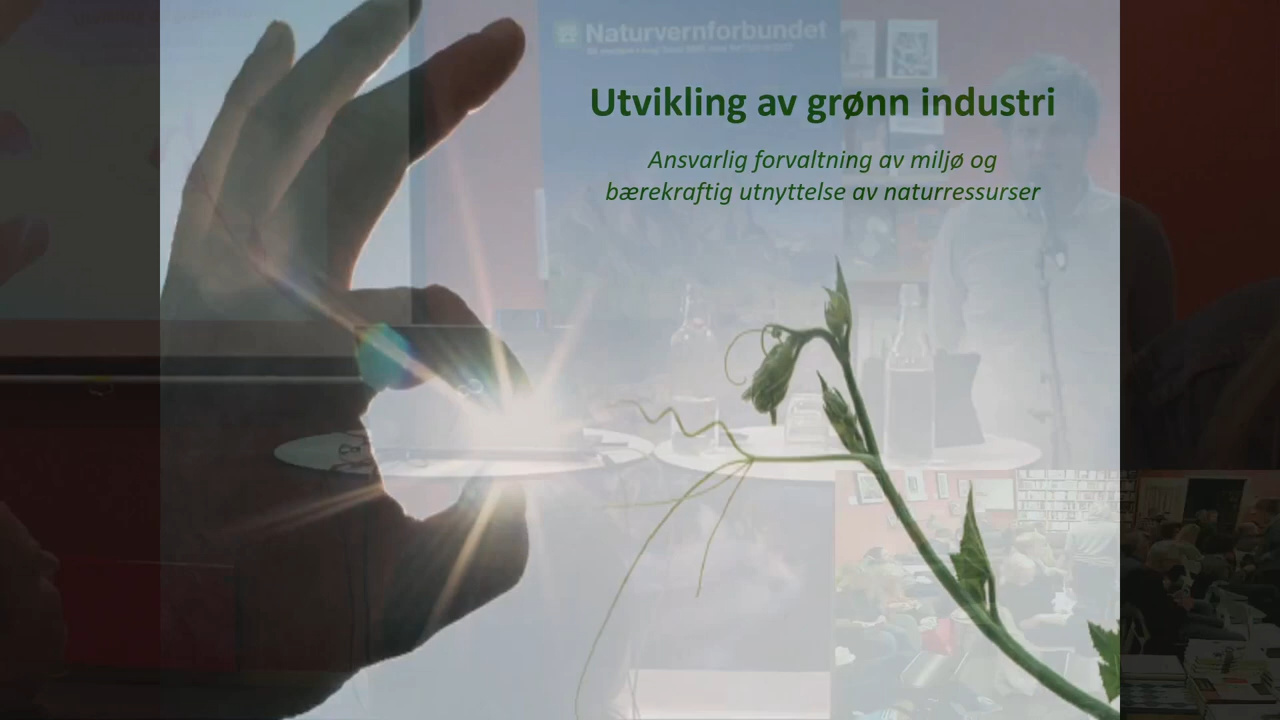 Naturvernforbundet
Utvikling av grønn industri
Ansvarlig forvaltning av miljø og
bærekraftig utnyttelse av naturressurser